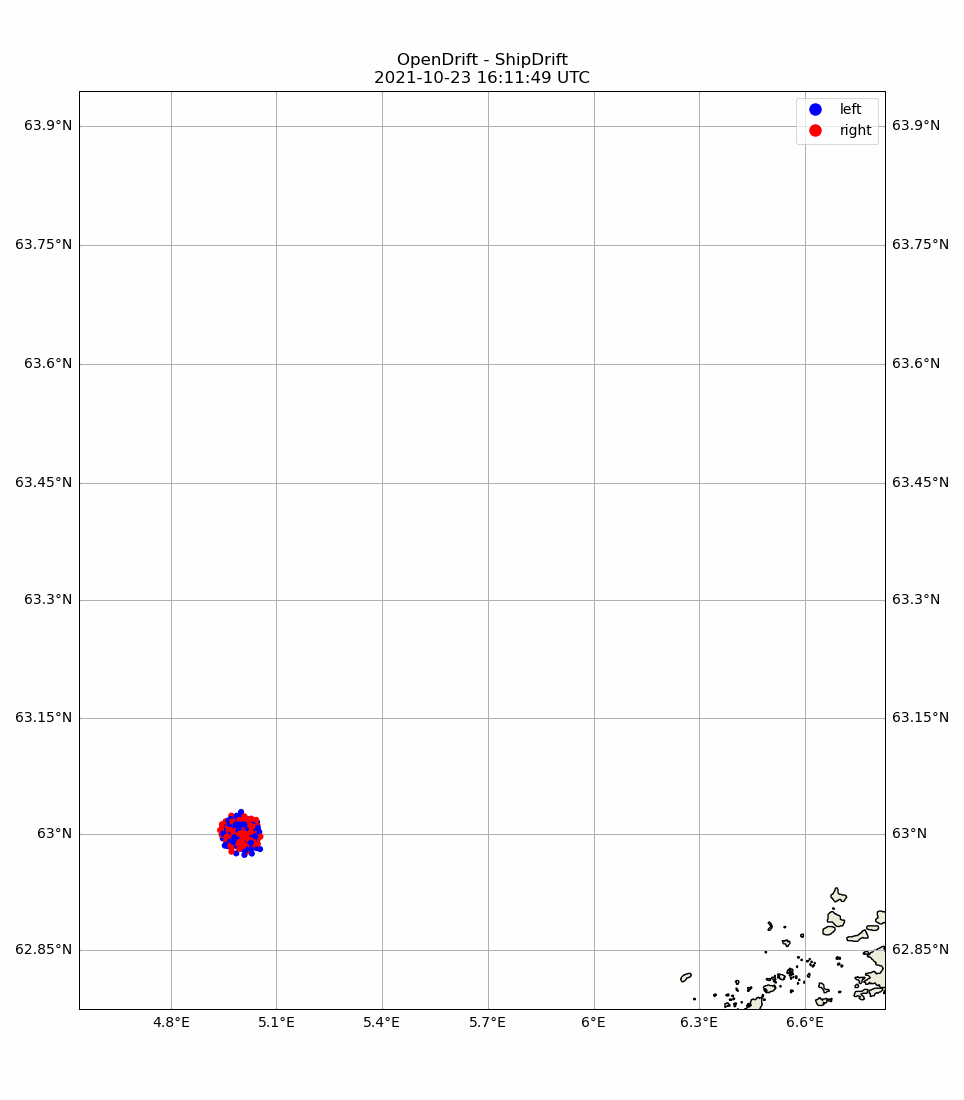 OpenDrift - ShipDrift
2021-10-23 16:11:49 UTC
left
right
63.9°N 63.9°N
63.75°N 63.75°N
63.6°N 63.6°N
63.45°N 63.45°N
63.3°N 63.3°N
63.15°N 63.15°N
63°N 63°N
62.85°N 62.85°N
4.8°E 5.1°E 5.4°E 5.7°E 6°E 6.3°E 6.6°E